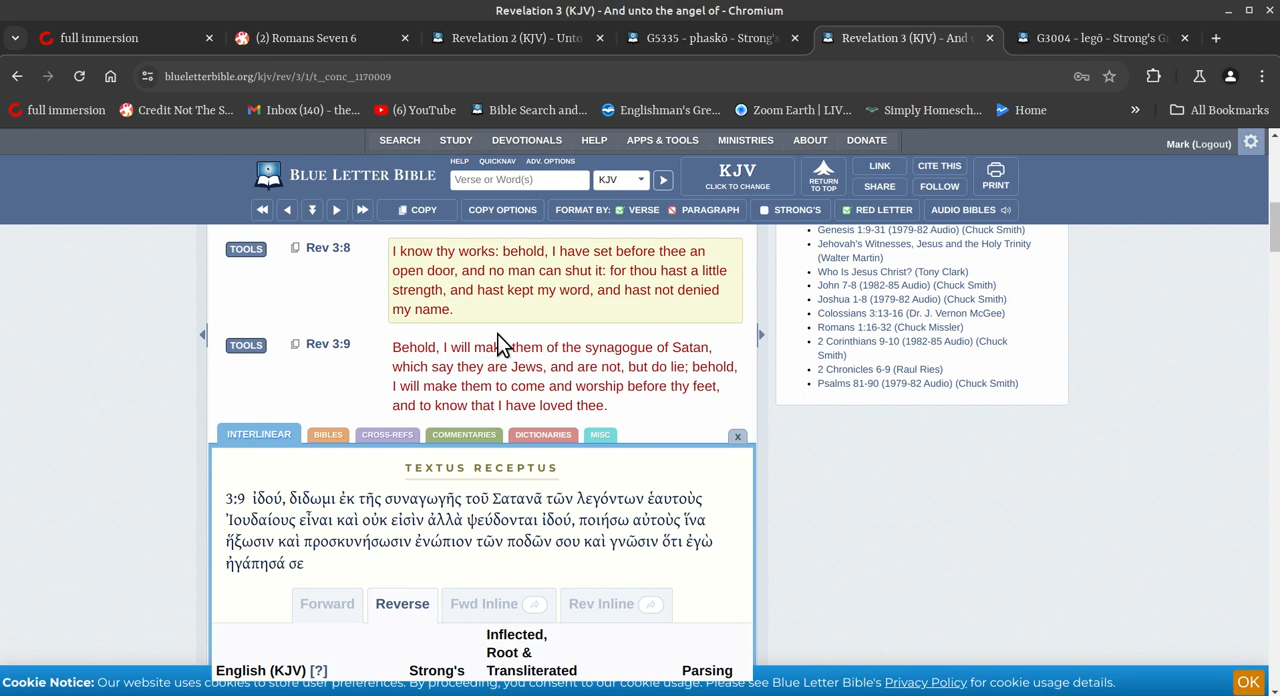 Revelation 3 (KJV) - And unto the angel of - Chromium
full immersion
(2) Romans Seven 6
Revelation 2 (KJV) - Unto
G5335 - phaskō - Strong's
Revelation 3 (KJV) - And
G3004 - legō - Strong's G
blueletterbible.org/kjv/rev/3/1/t_conc_1170009
full immersion
Credit Not The S...
Inbox (140) - the...
(6) YouTube
Bible Search and...
Englishman's Gre...
Zoom Earth | LIV...
Simply Homesch...
Home
»
All Bookmarks
SEARCH STUDY DEVOTIONALS HELP APPS & TOOLS MINISTRIES ABOUT DONATE
Mark (Logout)
BLUE LETTER BIBLE
HELP QUICKNAV ADV. OPTIONS
Verse or Word(s)
KJV
KJV
CLICK TO CHANGE
RETURN
TO TOP
LINK
CITE THIS
SHARE
FOLLOW
PRINT
COPY
COPY OPTIONS
FORMAT BY: VERSE PARAGRAPH
STRONG'S
RED LETTER
AUDIO BIBLES
TOOLS
Rev 3:8
I know thy works: behold, I have set before thee an
open door, and no man can shut it: for thou hast a little
strength, and hast kept my word, and hast not denied
my name.
TOOLS
Rev 3:9
Behold, I will make them of the synagogue of Satan,
which say they are Jews, and are not, but do lie; behold,
I will make them to come and worship before thy feet,
and to know that I have loved thee.
INTERLINEAR BIBLES CROSS-REFS COMMENTARIES DICTIONARIES MISC
x
TEXTUS RECEPTUS
3:9 ἰδού, διδωμι ἐκ τῆς συναγωγῆς τοῦ Σατανᾶ τῶν λεγόντων ἑαυτοὺς
Ἰουδαίους εἶναι καὶ οὐκ εἰσὶν ἀλλὰ ψεύδονται ἰδού, ποιήσω αὐτοὺς ἵνα
ἥξωσιν καὶ προσκυνήσωσιν ἐνώπιον τῶν ποδῶν σου καὶ γνῶσιν ὅτι ἐγὼ
ἠγάπησά σε
Forward
Reverse
Fwd Inline
Rev Inline
English (KJV) [?]
Strong's
Inflected,
Root &
Transliterated
Parsing
Genesis 1:9-31 (1979-82 Audio) (Chuck Smith)
Jehovah's Witnesses, Jesus and the Holy Trinity
(Walter Martin)
Who Is Jesus Christ? (Tony Clark)
John 7-8 (1982-85 Audio) (Chuck Smith)
Joshua 1-8 (1979-82 Audio) (Chuck Smith)
Colossians 3:13-16 (Dr. J. Vernon McGee)
Romans 1:16-32 (Chuck Missler)
2 Corinthians 9-10 (1982-85 Audio) (Chuck
Smith)
2 Chronicles 6-9 (Raul Ries)
Psalms 81-90 (1979-82 Audio) (Chuck Smith)
Cookie Notice: Our website uses cookies to store user preferences. By proceeding, you consent to our cookie usage. Please see Blue Letter Bible's Privacy Policy for cookie usage details.
OK